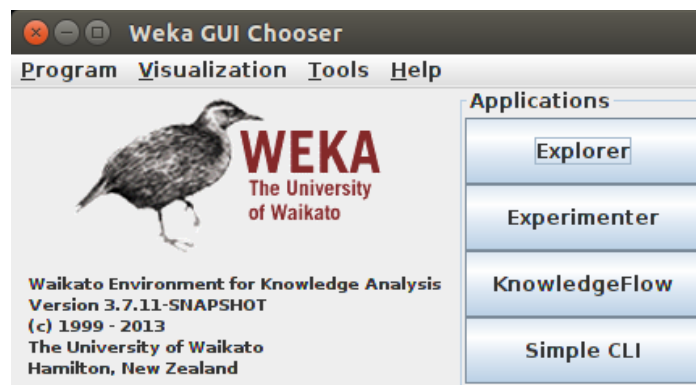 Weka GUI Chooser
Program Visualization Tools Help
WEKA
The University
of Waikato
Waikato Environment for Knowledge Analysis
Version 3.7.11-SNAPSHOT
(c) 1999 - 2013
The University of Waikato
Hamilton, New Zealand
Applications
Explorer
Experimenter
KnowledgeFlow
Simple CLI